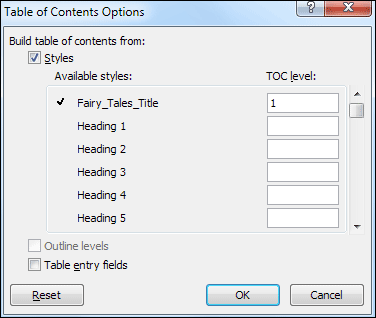 Table of Contents Options
?
Build table of contents from:
Styles
Available styles: TOC level:
Fairy_Tales_Title 1
Heading 1
Heading 2
Heading 3
Heading 4
Heading 5
Outline levels
Table entry fields
Reset OK Cancel